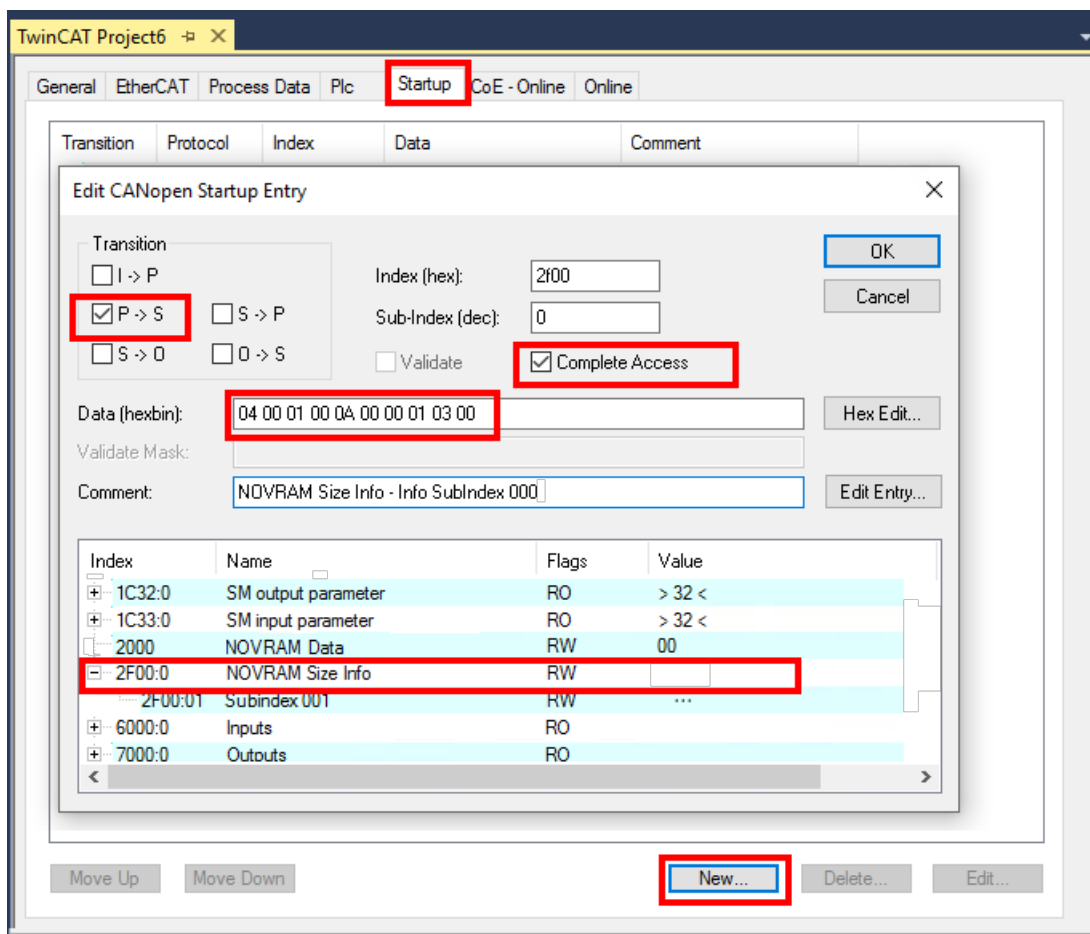 TwinCAT Project6
General EtherCAT Process Data Plc Startup CoE - Online Online
Transition Protocol Index Data Comment
Edit CANopen Startup Entry
Transition
I -> P
Index (hex): 2f00
OK
P -> S S -> P
Sub-Index (dec): 0
Cancel
S -> O O -> S
Validate Complete Access
Data (hexbin): 04 00 01 00 0A 00 00 01 03 00 Hex Edit...
Validate Mask:
Comment: NOVRAM Size Info - Info SubIndex 000 Edit Entry...
Index Name Flags Value
1C32:0 SM output parameter RO > 32 <
1C33:0 SM input parameter RO > 32 <
2000 NOVRAM Data RW 00
2F00:0 NOVRAM Size Info RW
2F00:01 Subindex 001 RW ...
6000:0 Inputs RO
7000:0 Outputs RO
Move Up Move Down New... Delete... Edit...